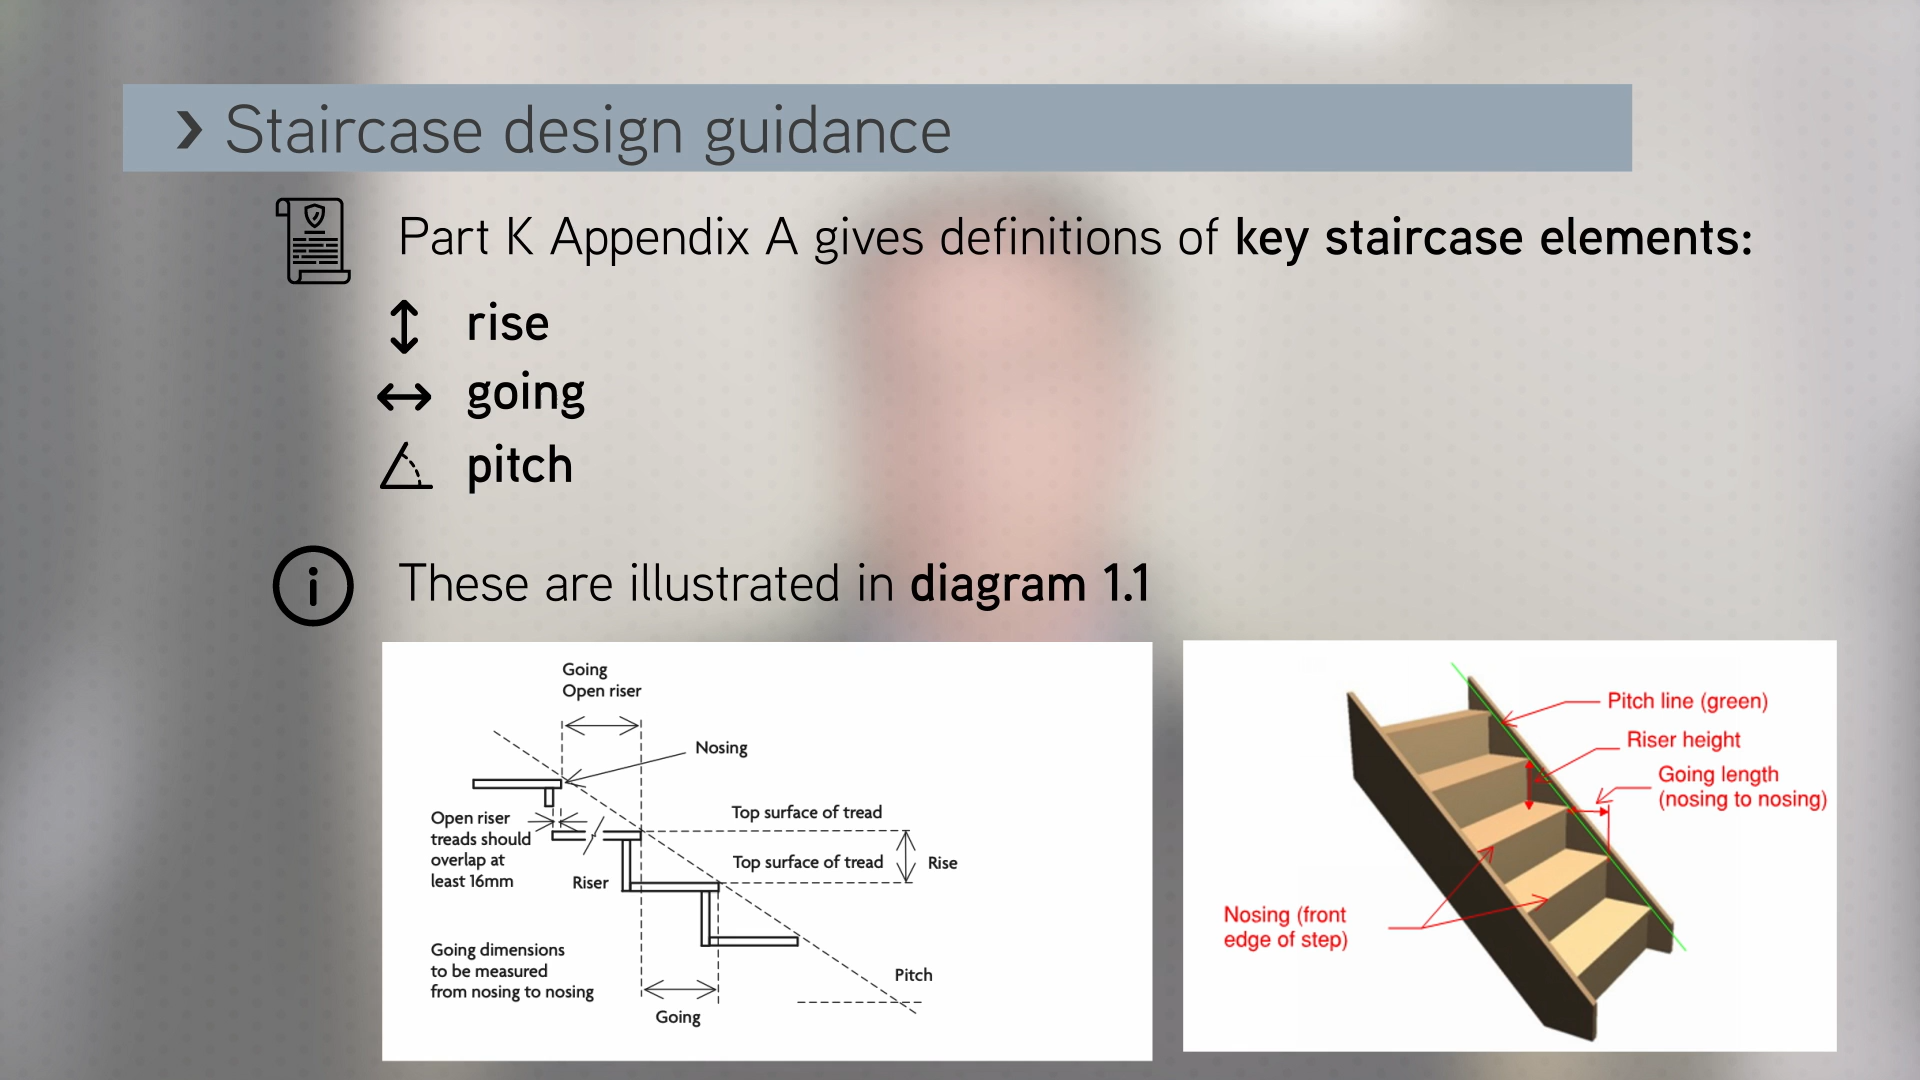 Staircase design guidance
Part K Appendix A gives definitions of key staircase elements:
rise
going
pitch
These are illustrated in diagram 1.1
Going
Open riser
Nosing
Open riser
treads should
overlap at
least 16mm
Top surface of tread
Top surface of tread
Rise
Riser
Going dimensions
to be measured
from nosing to nosing
Pitch
Going
Pitch line (green)
Riser height
Going length
(nosing to nosing)
Nosing (front
edge of step)